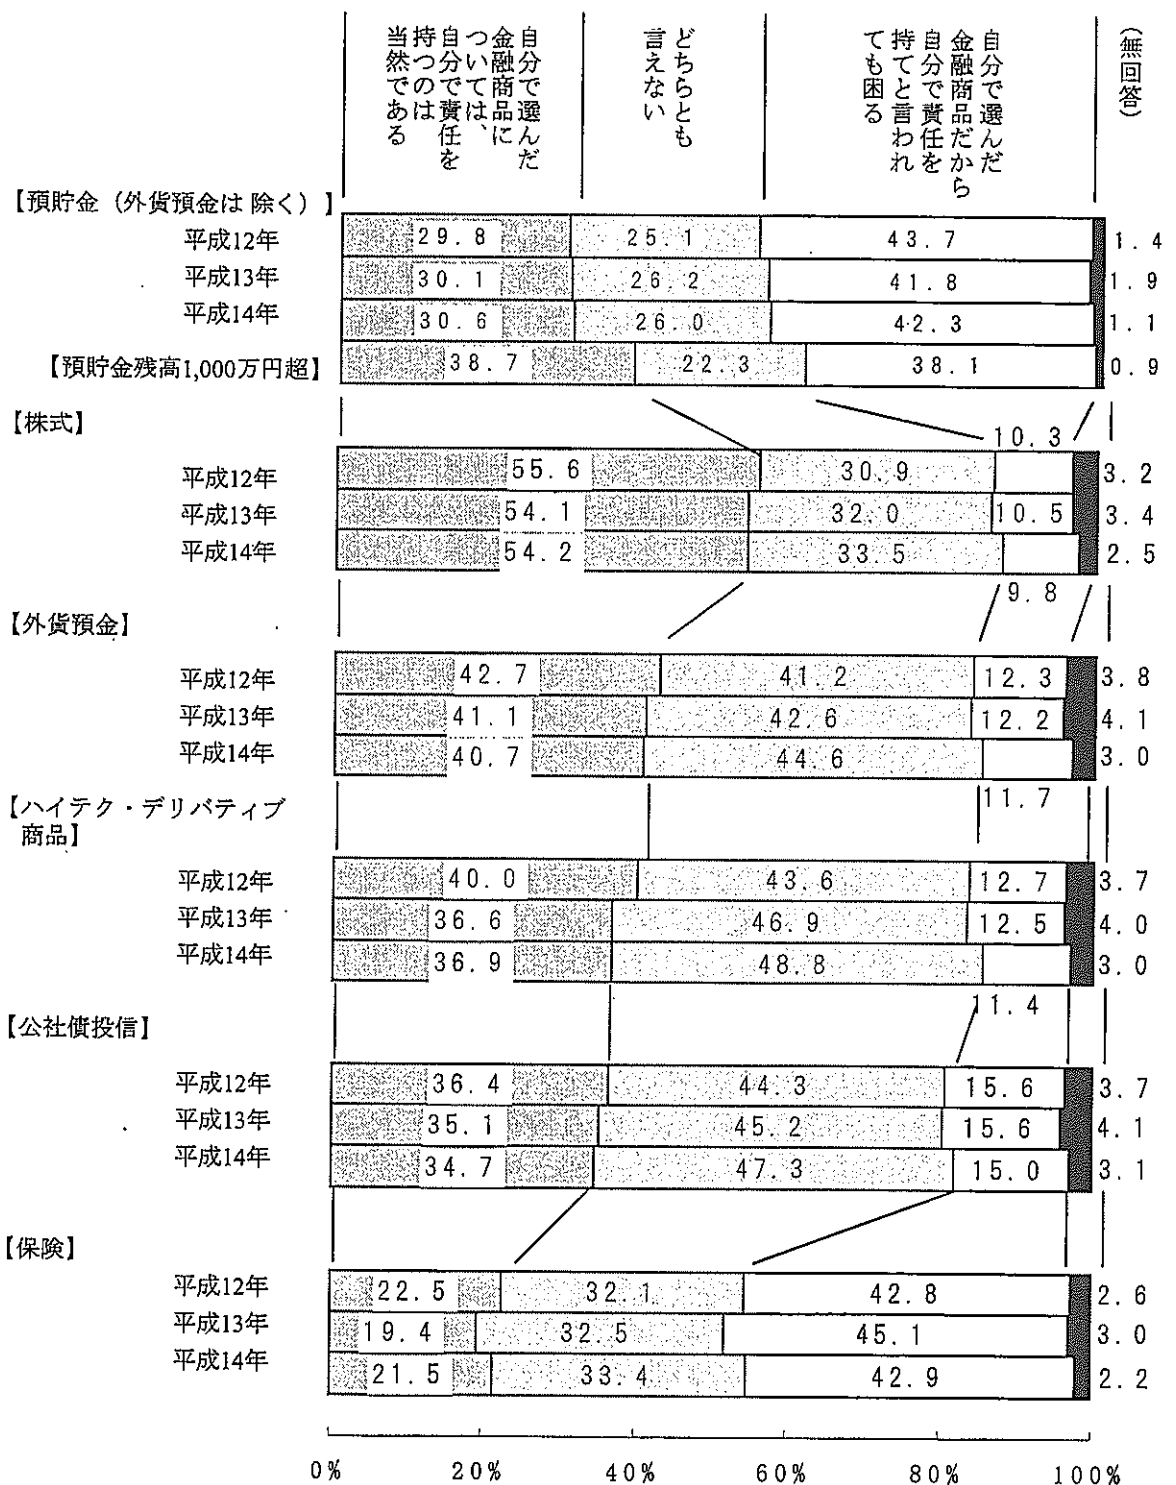 自分で選んだ
金融商品に
ついては、
自分で責任を
持つのは
当然である
どちらとも
言えない
自分で選んだ
金融商品だから
自分で責任を
持てと言われ
ても困る
(無回答)
【預貯金(外貨預金は除く)】
平成12年 29.8 25.1 43.7 1.4
平成13年 30.1 26.2 41.8 1.9
平成14年 30.6 26.0 42.3 1.1
【預貯金残高1,000万円超】 38.7 22.3 38.1 0.9
【株式】
10.3
平成12年 55.6 30.9 3.2
平成13年 54.1 32.0 10.5 3.4
平成14年 54.2 33.5 2.5
9.8
【外貨預金】
平成12年 42.7 41.2 12.3 3.8
平成13年 41.1 42.6 12.2 4.1
平成14年 40.7 44.6 3.0
11.7
【ハイテク・デリバティブ
商品】
平成12年 40.0 43.6 12.7 3.7
平成13年 36.6 46.9 12.5 4.0
平成14年 36.9 48.8 3.0
11.4
【公社債投信】
平成12年 36.4 44.3 15.6 3.7
平成13年 35.1 45.2 15.6 4.1
平成14年 34.7 47.3 15.0 3.1
【保険】
平成12年 22.5 32.1 42.8 2.6
平成13年 19.4 32.5 45.1 3.0
平成14年 21.5 33.4 42.9 2.2
0% 20% 40% 60% 80% 100%